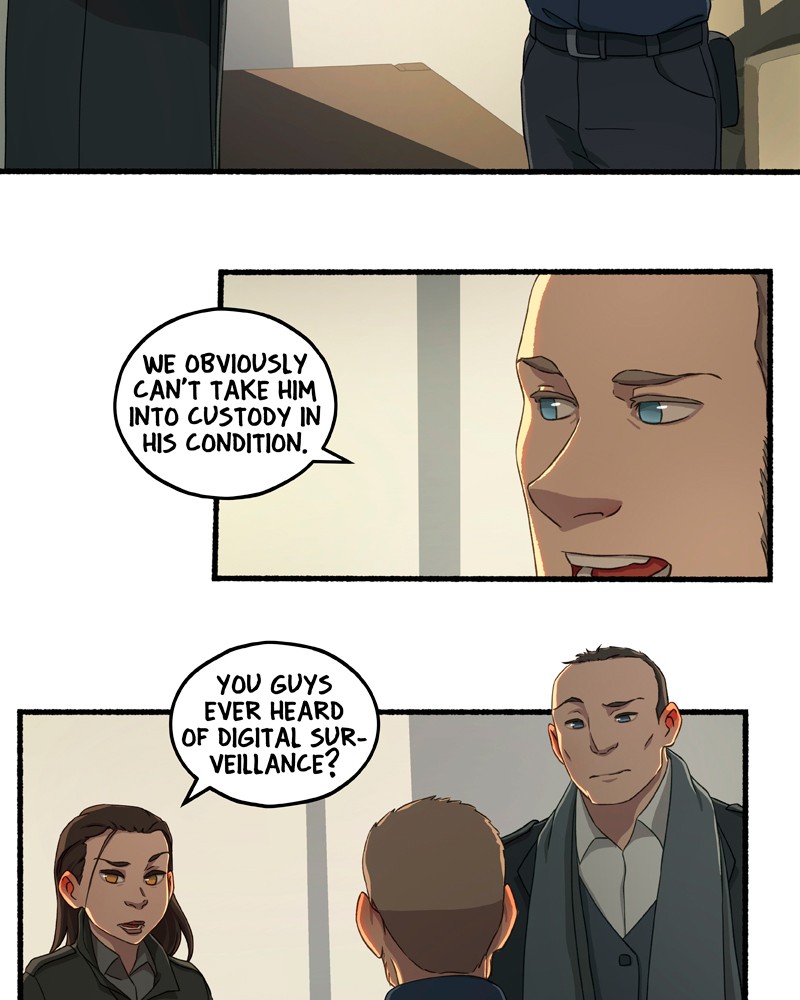 WE OBVIOUSLY
CAN'T TAKE HIM
INTO CUSTODY IN
HIS CONDITION.
YOU GUYS
EVER HEARD
OF DIGITAL SUR-
VEILLANCE?